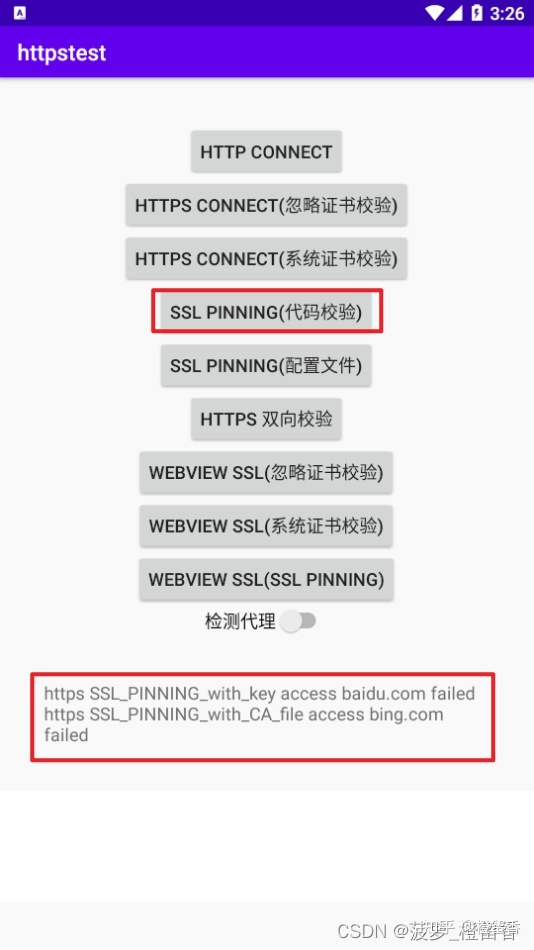 3:26
httpstest
HTTP CONNECT
HTTPS CONNECT(忽略证书校验)
HTTPS CONNECT(系统证书校验)
SSL PINNING(代码校验)
SSL PINNING(配置文件)
HTTPS 双向校验
WEBVIEW SSL(忽略证书校验)
WEBVIEW SSL(系统证书校验)
WEBVIEW SSL(SSL PINNING)
检测代理
https SSL_PINNING_with_key access baidu.com failed
https SSL_PINNING_with_CA_file access bing.com
failed
CSDN @菠萝_橙留香